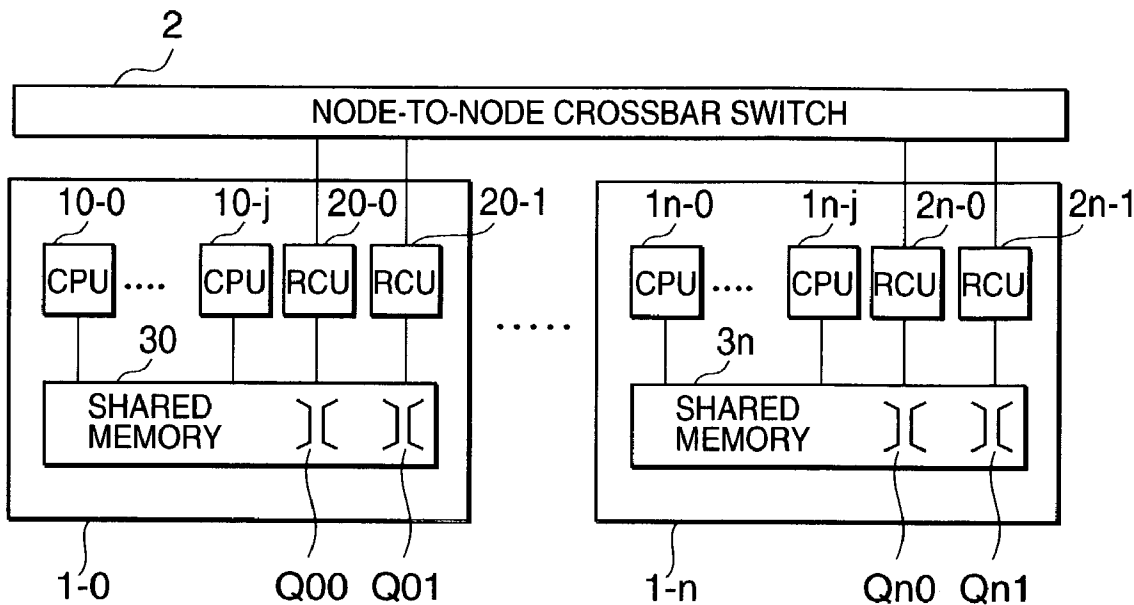 2
NODE-TO-NODE CROSSBAR SWITCH
10-0 10-j 20-0 20-1 1n-0 1n-j 2n-0 2n-1
CPU .... CPU RCU RCU ..... CPU .... CPU RCU RCU
30 3n
SHARED MEMORY SHARED MEMORY
1-0 Q00 Q01 1-n Qn0 Qn1